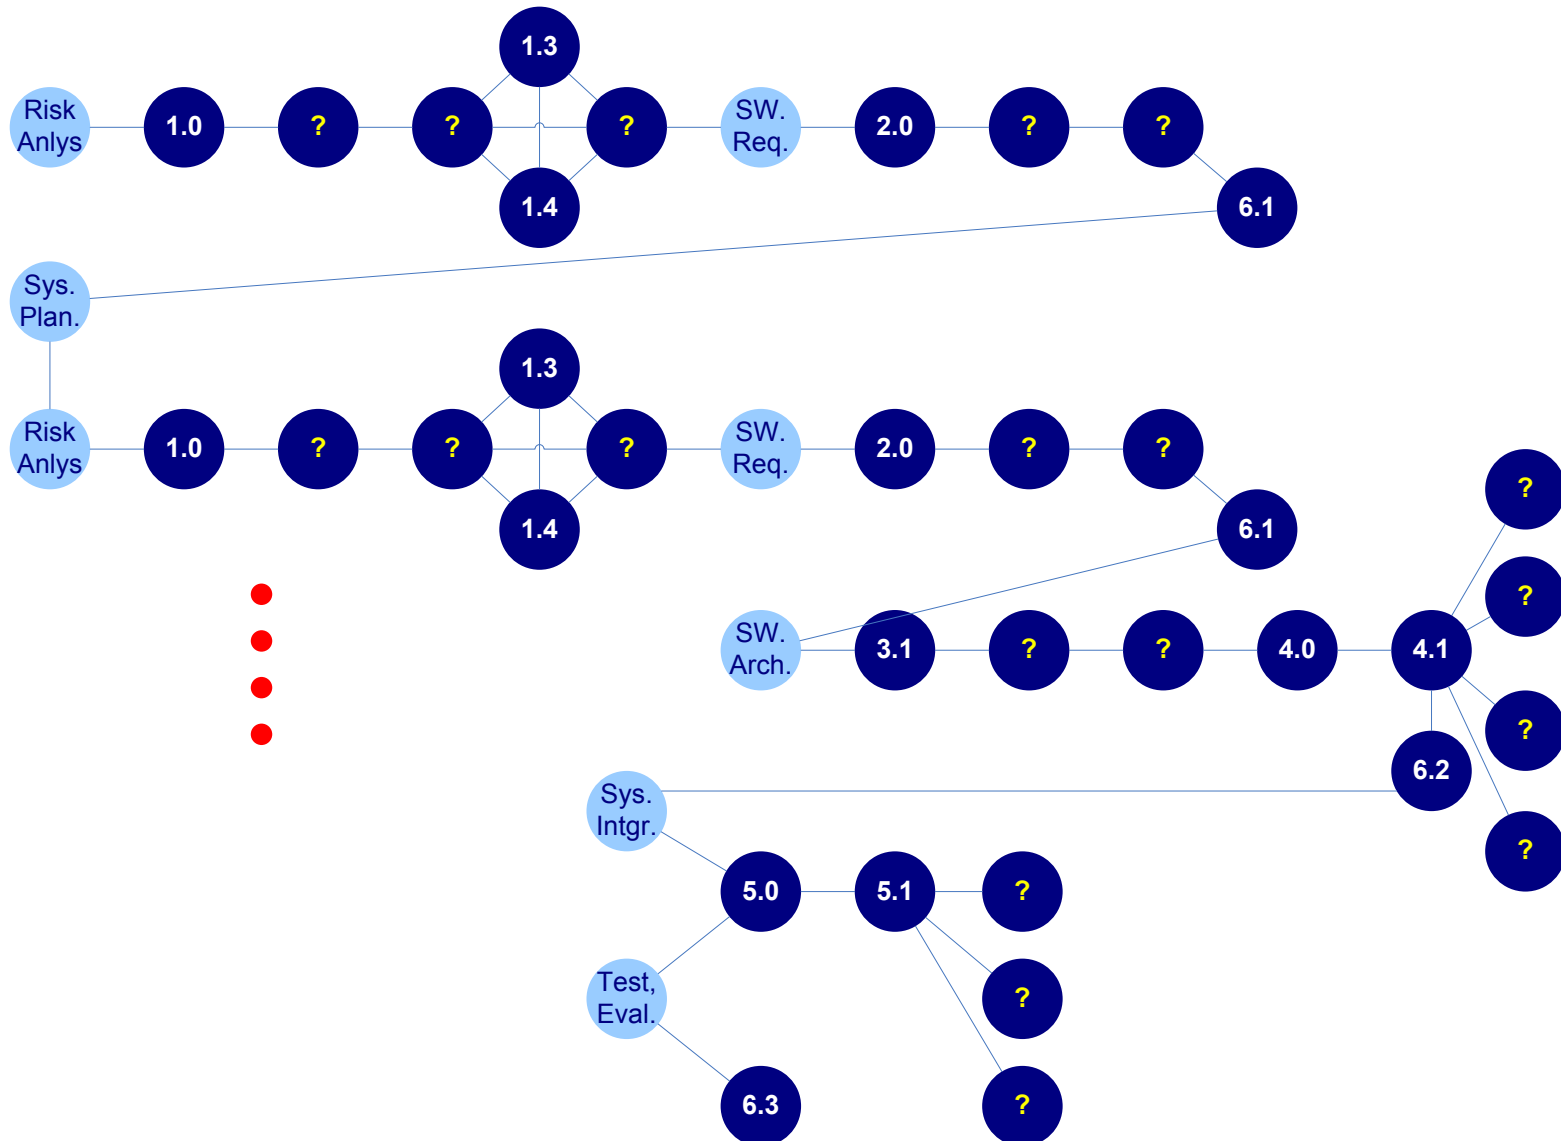 1.3
Risk
Anlys
1.0
?
?
?
SW.
Req.
2.0
?
?
1.4
6.1
Sys.
Plan.
1.3
Risk
Anlys
1.0
?
?
?
SW.
Req.
2.0
?
?
?
1.4
6.1
?
SW.
Arch.
3.1
?
?
4.0
4.1
?
6.2
Sys.
Intgr.
?
5.0
5.1
?
Test,
Eval.
?
6.3
?